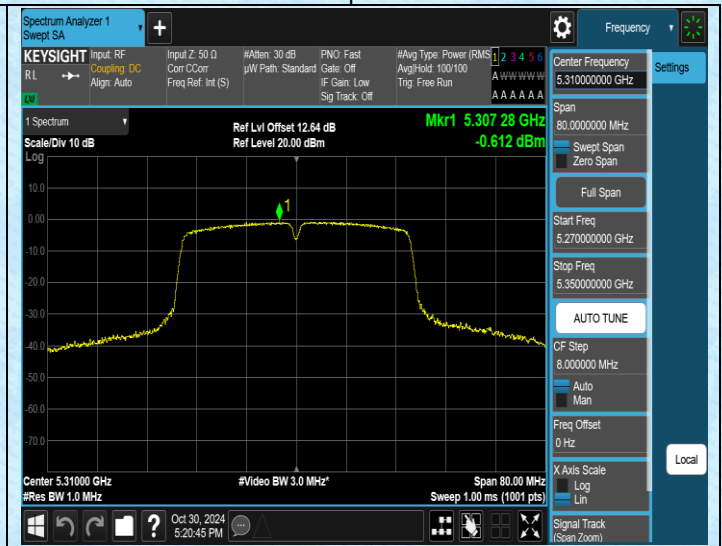 Spectrum Analyzer 1
Swept SA
+
Frequency
KEYSIGHT
RL
LXI
Input: RF
Coupling: DC
Align: Auto
Input Z: 50 Ω
Corr CCorr
Freq Ref: Int (S)
#Atten: 30 dB
µW Path: Standard
PNO: Fast
Gate: Off
IF Gain: Low
Sig Track: Off
#Avg Type: Power (RMS
Avg|Hold: 100/100
Trig: Free Run
1 2 3 4 5 6
A W W W W W
A A A A A A
1 Spectrum
Scale/Div 10 dB
Log
Ref Lvl Offset 12.64 dB
Ref Level 20.00 dBm
Mkr1 5.307 28 GHz
-0.612 dBm
10.0
0.00
-10.0
-20.0
-30.0
-40.0
-50.0
-60.0
-70.0
1
Center 5.31000 GHz
#Res BW 1.0 MHz
#Video BW 3.0 MHz*
Span 80.00 MHz
Sweep 1.00 ms (1001 pts)
Oct 30, 2024
5:20:45 PM
Center Frequency
5.310000000 GHz
Span
80.0000000 MHz
Swept Span
Zero Span
Full Span
Start Freq
5.270000000 GHz
Stop Freq
5.350000000 GHz
AUTO TUNE
CF Step
8.000000 MHz
Auto
Man
Freq Offset
0 Hz
X Axis Scale
Log
Lin
Signal Track
(Span Zoom)
Settings
Local